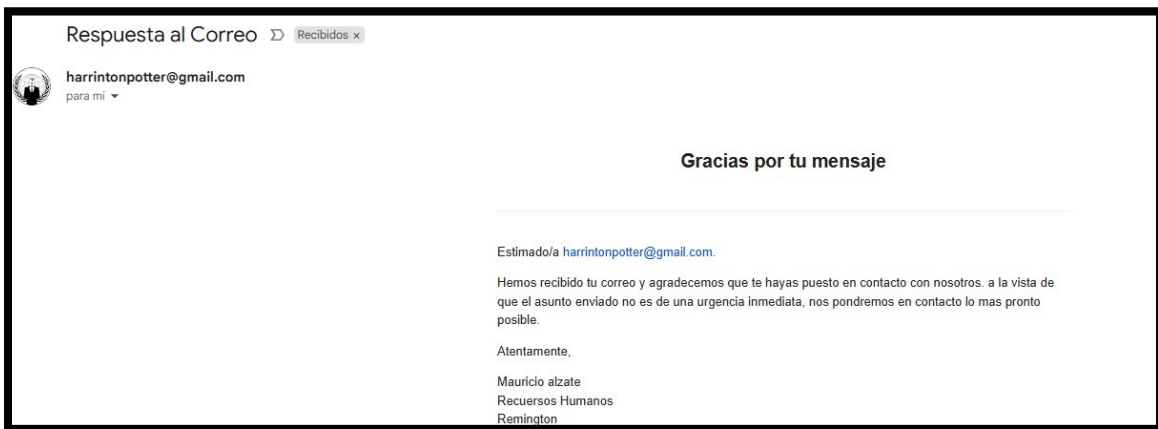 Respuesta al Correo Recibidos x
harrintonpotter@gmail.com
para mí
Gracias por tu mensaje
Estimado/a harrintonpotter@gmail.com.
Hemos recibido tu correo y agradecemos que te hayas puesto en contacto con nosotros. a la vista de
que el asunto enviado no es de una urgencia inmediata, nos pondremos en contacto lo mas pronto
posible.
Atentamente,
Mauricio alzate
Recuersos Humanos
Remington